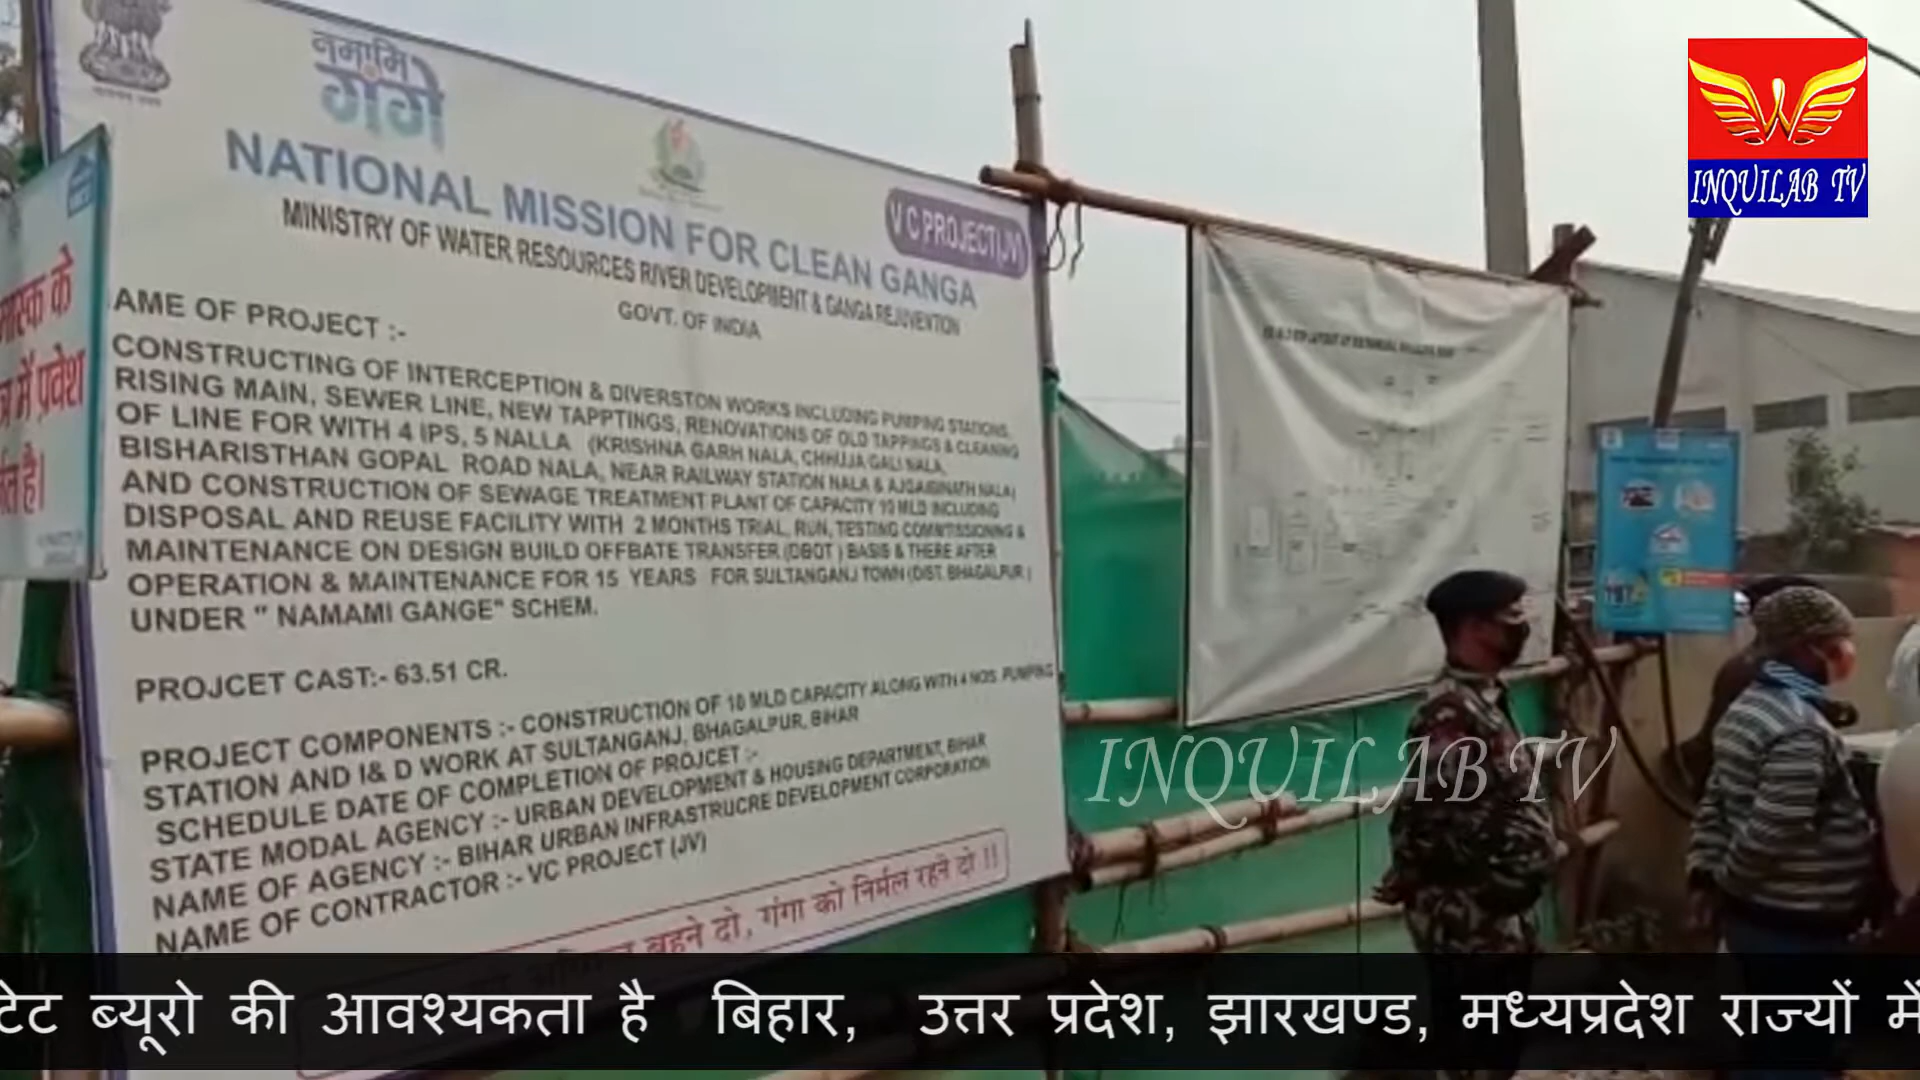 नमामि
गंगे
NATIONAL MISSION FOR CLEAN GANGA
V C PROJECT(JV)
MINISTRY OF WATER RESOURCES RIVER DEVELOPMENT & GANGA REJUVENTION
GOVT. OF INDIA
AME OF PROJECT :-
CONSTRUCTING OF INTERCEPTION & DIVERSTON WORKS INCLUDING PUMPING STATIONS,
RISING MAIN, SEWER LINE, NEW TAPPTINGS, RENOVATIONS OF OLD TAPPINGS & CLEANING
OF LINE FOR WITH 4 IPS, 5 NALLA (KRISHNA GARH NALA, CHHUJA GALI NALA,
BISHARISTHAN GOPAL ROAD NALA, NEAR RAILWAY STATION NALA & AJGAIBINATH NALA)
AND CONSTRUCTION OF SEWAGE TREATMENT PLANT OF CAPACITY 10 MLD INCLUDING
DISPOSAL AND REUSE FACILITY WITH 2 MONTHS TRIAL, RUN, TESTING COMMTSSIONING &
MAINTENANCE ON DESIGN BUILD OFFBATE TRANSFER (DBOT) BASIS & THERE AFTER
OPERATION & MAINTENANCE FOR 15 YEARS FOR SULTANGANJ TOWN (DIST. BHAGALPUR)
UNDER " NAMAMI GANGE" SCHEM.
PROJCET CAST:- 63.51 CR.
PROJECT COMPONENTS :- CONSTRUCTION OF 10 MLD CAPACITY ALONG WITH 4 NOS. PUMPING
STATION AND I& D WORK AT SULTANGANJ, BHAGALPUR, BIHAR
SCHEDULE DATE OF COMPLETION OF PROJCET :-
STATE MODAL AGENCY :- URBAN DEVELOPMENT & HOUSING DEPARTMENT, BIHAR
NAME OF AGENCY :- BIHAR URBAN INFRASTRUCRE DEVELOPMENT CORPORATION
NAME OF CONTRACTOR :- VC PROJECT (JV)
बहने दो, गंगा को निर्मल रहने दो !!
मास्क के
में प्रवेश
है।
INQUILAB TV
INQUILAB TV
टेट ब्यूरो की आवश्यकता है बिहार, उत्तर प्रदेश, झारखण्ड, मध्यप्रदेश राज्यों में